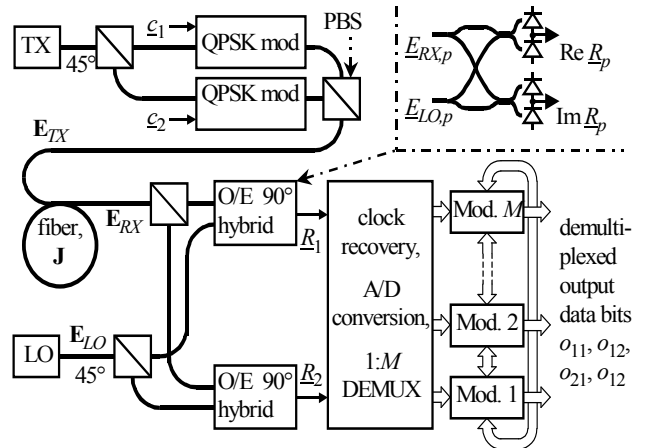 PBS
TX
45°
c1
QPSK mod
QPSK mod
c2
E_RX,p
E_LO,p
Re R_p
Im R_p
E_TX
fiber,
J
E_RX
O/E 90°
hybrid
R1
clock
recovery,
A/D
conversion,
1:M
DEMUX
Mod. M
Mod. 2
Mod. 1
demulti-
plexed
output
data bits
o11, o12,
o21, o12
LO
E_LO
45°
O/E 90°
hybrid
R2